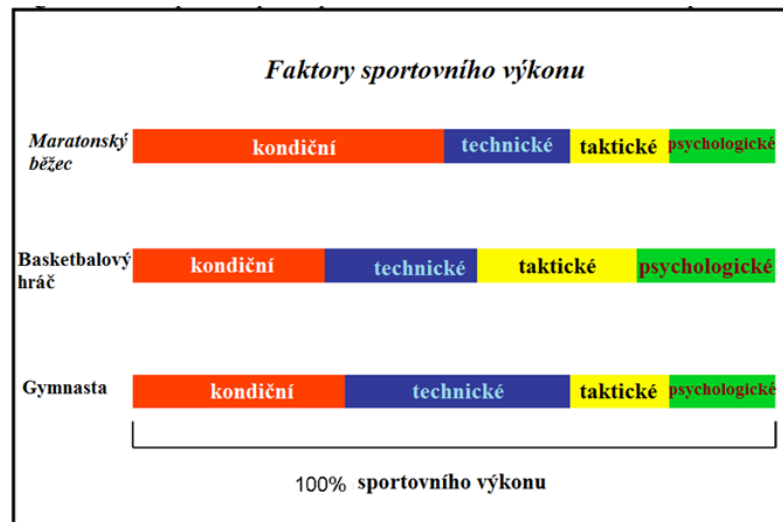 Faktory sportovního výkonu
Maratonský
běžec
kondiční technické taktické psychologické
Basketbalový
hráč
kondiční technické taktické psychologické
Gymnasta
kondiční technické taktické psychologické
100% sportovního výkonu